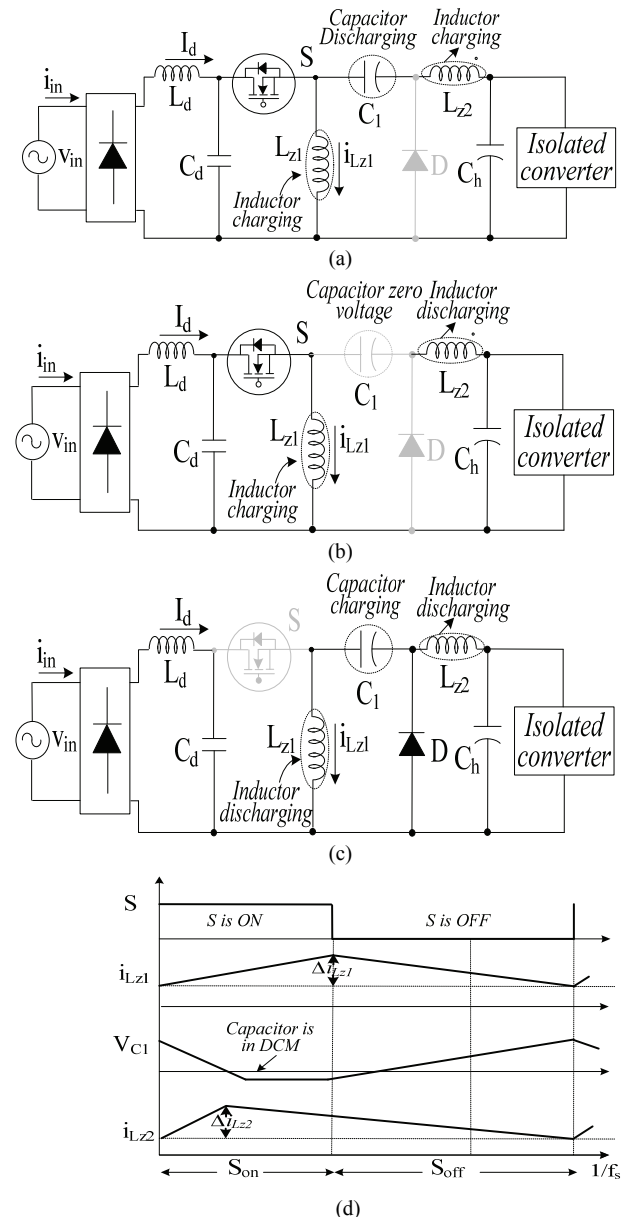 Capacitor Discharging
Inductor charging
I_d
S
i_in
L_d
C_1
L_z2
v_in
C_d
L_z1
i_Lz1
D
C_h
Isolated converter
Inductor charging
(a)
Capacitor zero voltage
Inductor discharging
I_d
S
i_in
L_d
C_1
L_z2
v_in
C_d
L_z1
i_Lz1
D
C_h
Isolated converter
Inductor charging
(b)
Capacitor charging
Inductor discharging
I_d
S
i_in
L_d
C_1
L_z2
v_in
C_d
L_z1
i_Lz1
D
C_h
Isolated converter
Inductor discharging
(c)
S
S is ON
S is OFF
i_Lz1
Δi_Lz1
V_C1
Capacitor is in DCM
i_Lz2
Δi_Lz2
S_on
S_off
1/f_s
(d)